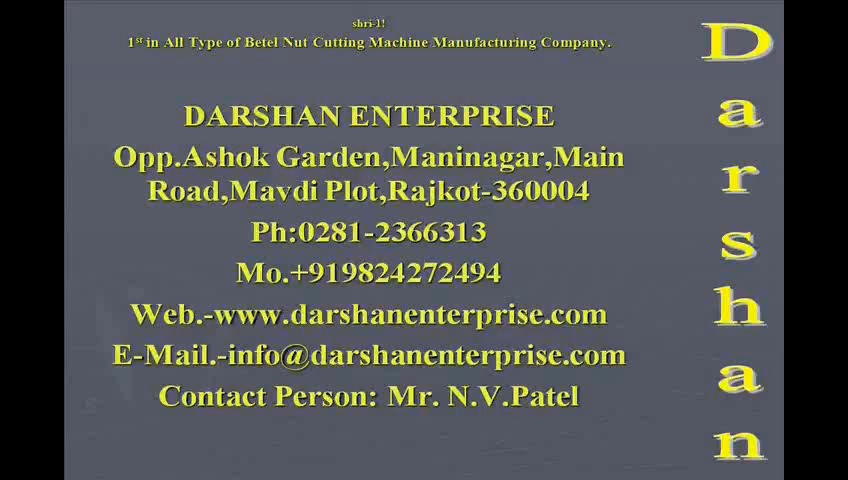 shri-1!
1st in All Type of Betel Nut Cutting Machine Manufacturing Company.
DARSHAN ENTERPRISE
Opp.Ashok Garden,Maninagar,Main
Road,Mavdi Plot,Rajkot-360004
Ph:0281-2366313
Mo.+919824272494
Web.-www.darshanenterprise.com
E-Mail.-info@darshanenterprise.com
Contact Person: Mr. N.V.Patel
Darshan